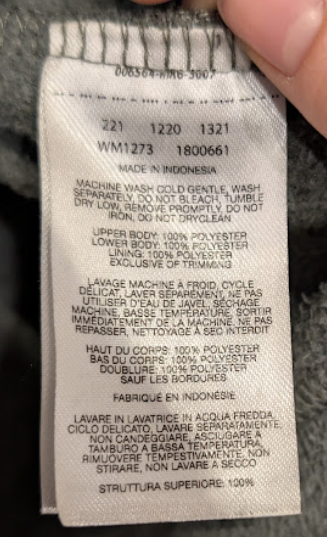 221 1220 1321
WM1273 1800661
MADE IN INDONESIA
MACHINE WASH COLD GENTLE, WASH
SEPARATELY, DO NOT BLEACH, TUMBLE
DRY LOW, REMOVE PROMPTLY, DO NOT
IRON, DO NOT DRYCLEAN
UPPER BODY: 100% POLYESTER
LOWER BODY: 100% POLYESTER
LINING: 100% POLYESTER
EXCLUSIVE OF TRIMMING
LAVAGE MACHINE À FROID, CYCLE
DÉLICAT, LAVER SÉPARÉMENT, NE PAS
UTILISER D'EAU DE JAVEL, SÉCHAGE
MACHINE, BASSE TEMPÉRATURE, SORTIR
IMMÉDIATEMENT DE LA MACHINE, NE PAS
REPASSER, NETTOYAGE À SEC INTERDIT
HAUT DU CORPS: 100% POLYESTER
BAS DU CORPS: 100% POLYESTER
DOUBLURE: 100% POLYESTER
SAUF LES BORDURES
FABRIQUÉ EN INDONÉSIE
LAVARE IN LAVATRICE IN ACQUA FREDDA,
CICLO DELICATO, LAVARE SEPARATAMENTE,
NON CANDEGGIARE, ASCIUGARE A
TAMBURO A BASSA TEMPERATURA,
RIMUOVERE TEMPESTIVAMENTE, NON
STIRARE, NON LAVARE A SECCO
STRUTTURA SUPERIORE: 100%